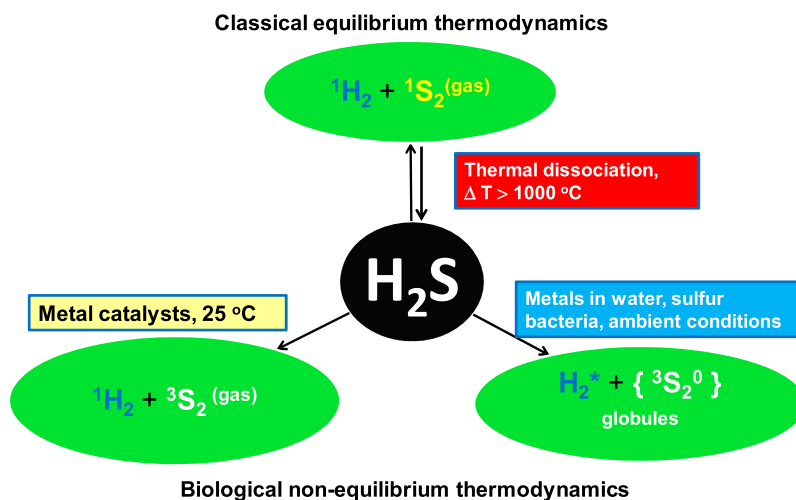 Classical equilibrium thermodynamics
¹H₂ + ¹S₂⁽ᵍᵃˢ⁾
Thermal dissociation,
Δ T > 1000 ºC
H₂S
Metal catalysts, 25 ºC
Metals in water, sulfur
bacteria, ambient conditions
¹H₂ + ³S₂ ⁽ᵍᵃˢ⁾
H₂* + { ³S₂⁰ }
globules
Biological non-equilibrium thermodynamics